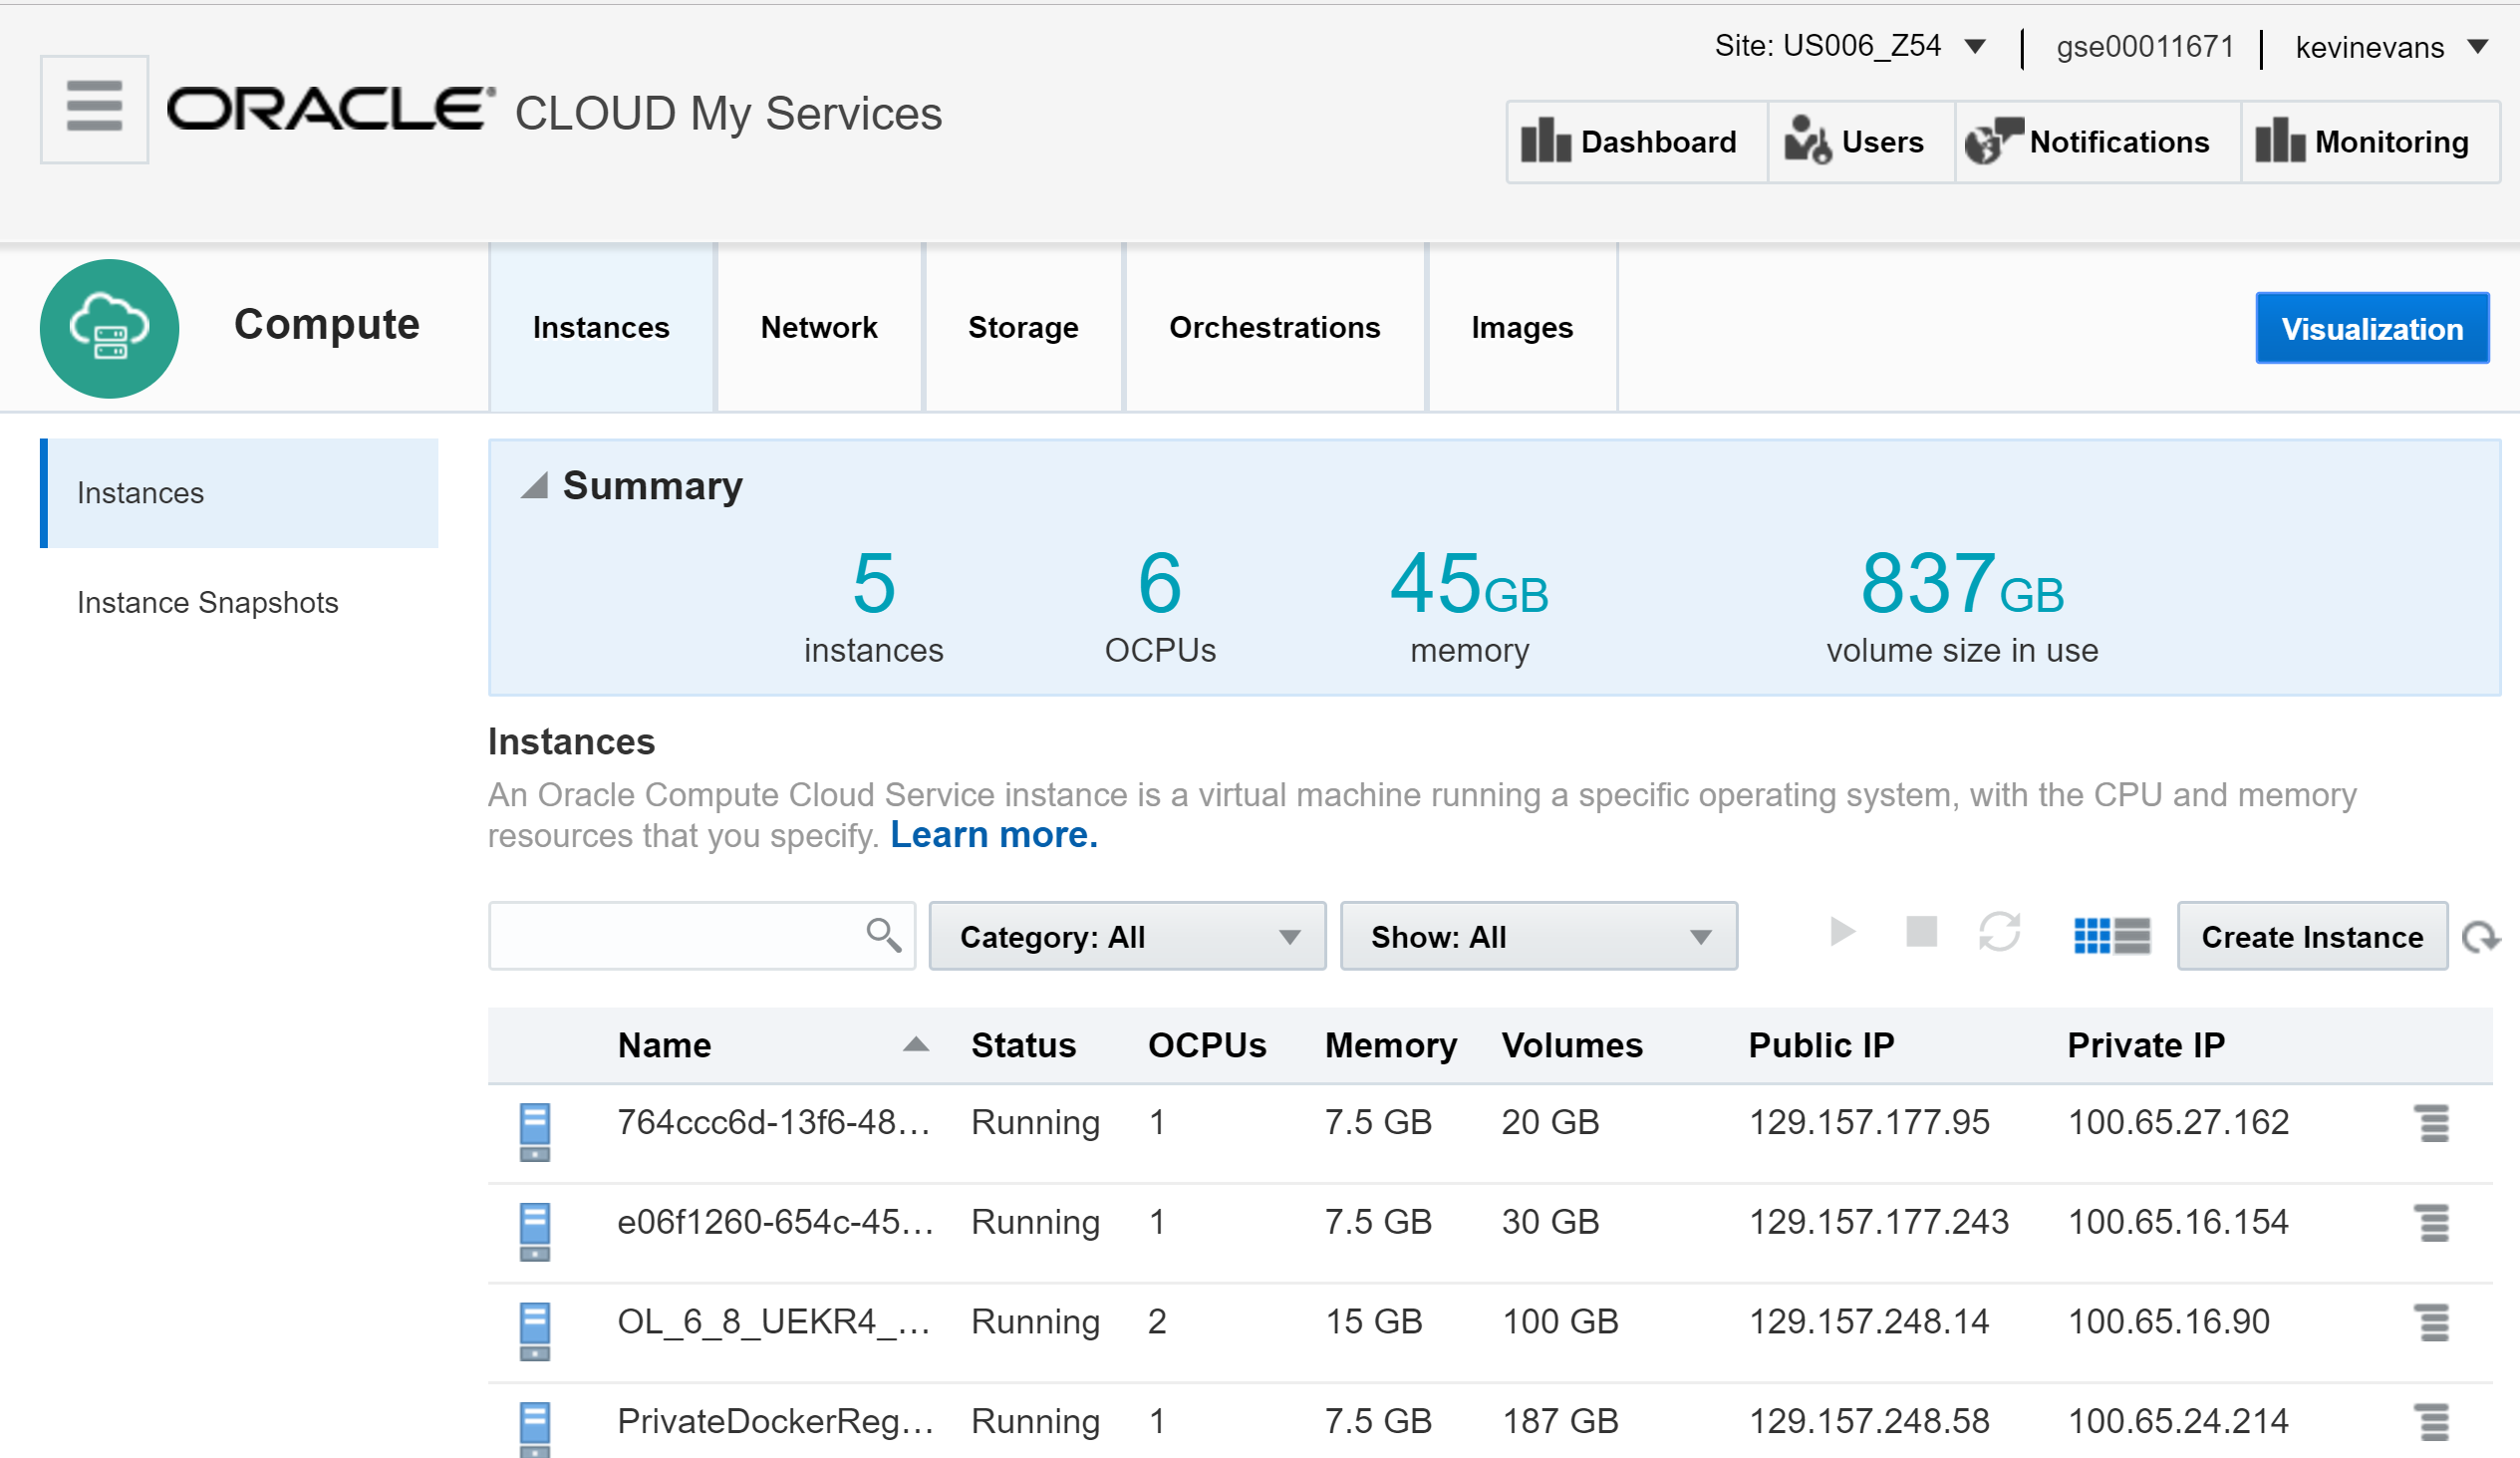 Site: US006_Z54 gse00011671 kevinevans
ORACLE CLOUD My Services
Dashboard Users Notifications Monitoring
Compute Instances Network Storage Orchestrations Images Visualization
Instances
Instance Snapshots
Summary
5 6 45GB 837GB
instances OCPUs memory volume size in use
Instances
An Oracle Compute Cloud Service instance is a virtual machine running a specific operating system, with the CPU and memory
resources that you specify. Learn more.
Category: All Show: All Create Instance
Name Status OCPUs Memory Volumes Public IP Private IP
764ccc6d-13f6-48... Running 1 7.5 GB 20 GB 129.157.177.95 100.65.27.162
e06f1260-654c-45... Running 1 7.5 GB 30 GB 129.157.177.243 100.65.16.154
OL_6_8_UEKR4_... Running 2 15 GB 100 GB 129.157.248.14 100.65.16.90
PrivateDockerReg... Running 1 7.5 GB 187 GB 129.157.248.58 100.65.24.214